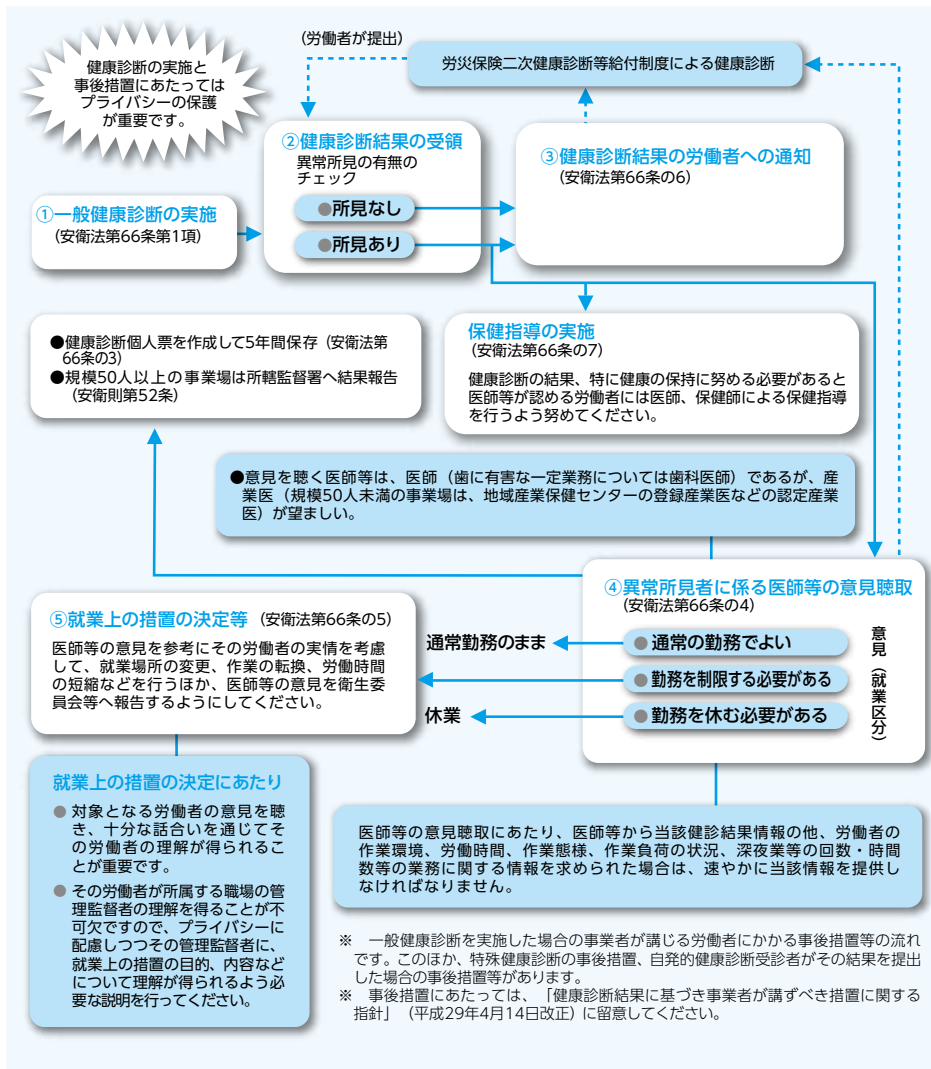 健康診断の実施と
事後措置にあたっては
プライバシーの保護
が重要です。
(労働者が提出)
労災保険二次健康診断等給付制度による健康診断
①一般健康診断の実施
(安衛法第66条第1項)
②健康診断結果の受領
異常所見の有無の
チェック
●所見なし
●所見あり
③健康診断結果の労働者への通知
(安衛法第66条の6)
保健指導の実施
(安衛法第66条の7)
健康診断の結果、特に健康の保持に努める必要があると
医師等が認める労働者には医師、保健師による保健指導
を行うよう努めてください。
●健康診断個人票を作成して5年間保存(安衛法第
66条の3)
●規模50人以上の事業場は所轄監督署へ結果報告
(安衛則第52条)
●意見を聴く医師等は、医師(歯に有害な一定業務については歯科医師)であるが、産
業医(規模50人未満の事業場は、地域産業保健センターの登録産業医などの認定産業
医)が望ましい。
④異常所見者に係る医師等の意見聴取
(安衛法第66条の4)
●通常の勤務でよい
●勤務を制限する必要がある
●勤務を休む必要がある
意見(就業区分)
通常勤務のまま
休業
⑤就業上の措置の決定等(安衛法第66条の5)
医師等の意見を参考にその労働者の実情を考慮
して、就業場所の変更、作業の転換、労働時間
の短縮などを行うほか、医師等の意見を衛生委
員会等へ報告するようにしてください。
就業上の措置の決定にあたり
●対象となる労働者の意見を聴
き、十分な話合いを通じてそ
の労働者の理解が得られるこ
とが重要です。
●その労働者が所属する職場の管
理監督者の理解を得ることが不
可欠ですので、プライバシーに
配慮しつつその管理監督者に、
就業上の措置の目的、内容など
について理解が得られるよう必
要な説明を行ってください。
医師等の意見聴取にあたり、医師等から当該健診結果情報の他、労働者の
作業環境、労働時間、作業態様、作業負荷の状況、深夜業等の回数・時間
数等の業務に関する情報を求められた場合は、速やかに当該情報を提供し
なければなりません。
※ 一般健康診断を実施した場合の事業者が講じる労働者にかかる事後措置等の流れ
です。このほか、特殊健康診断の事後措置、自発的健康診断受診者がその結果を提出
した場合の事後措置等があります。
※ 事後措置にあたっては、「健康診断結果に基づき事業者が講ずべき措置に関する
指針」(平成29年4月14日改正)に留意してください。